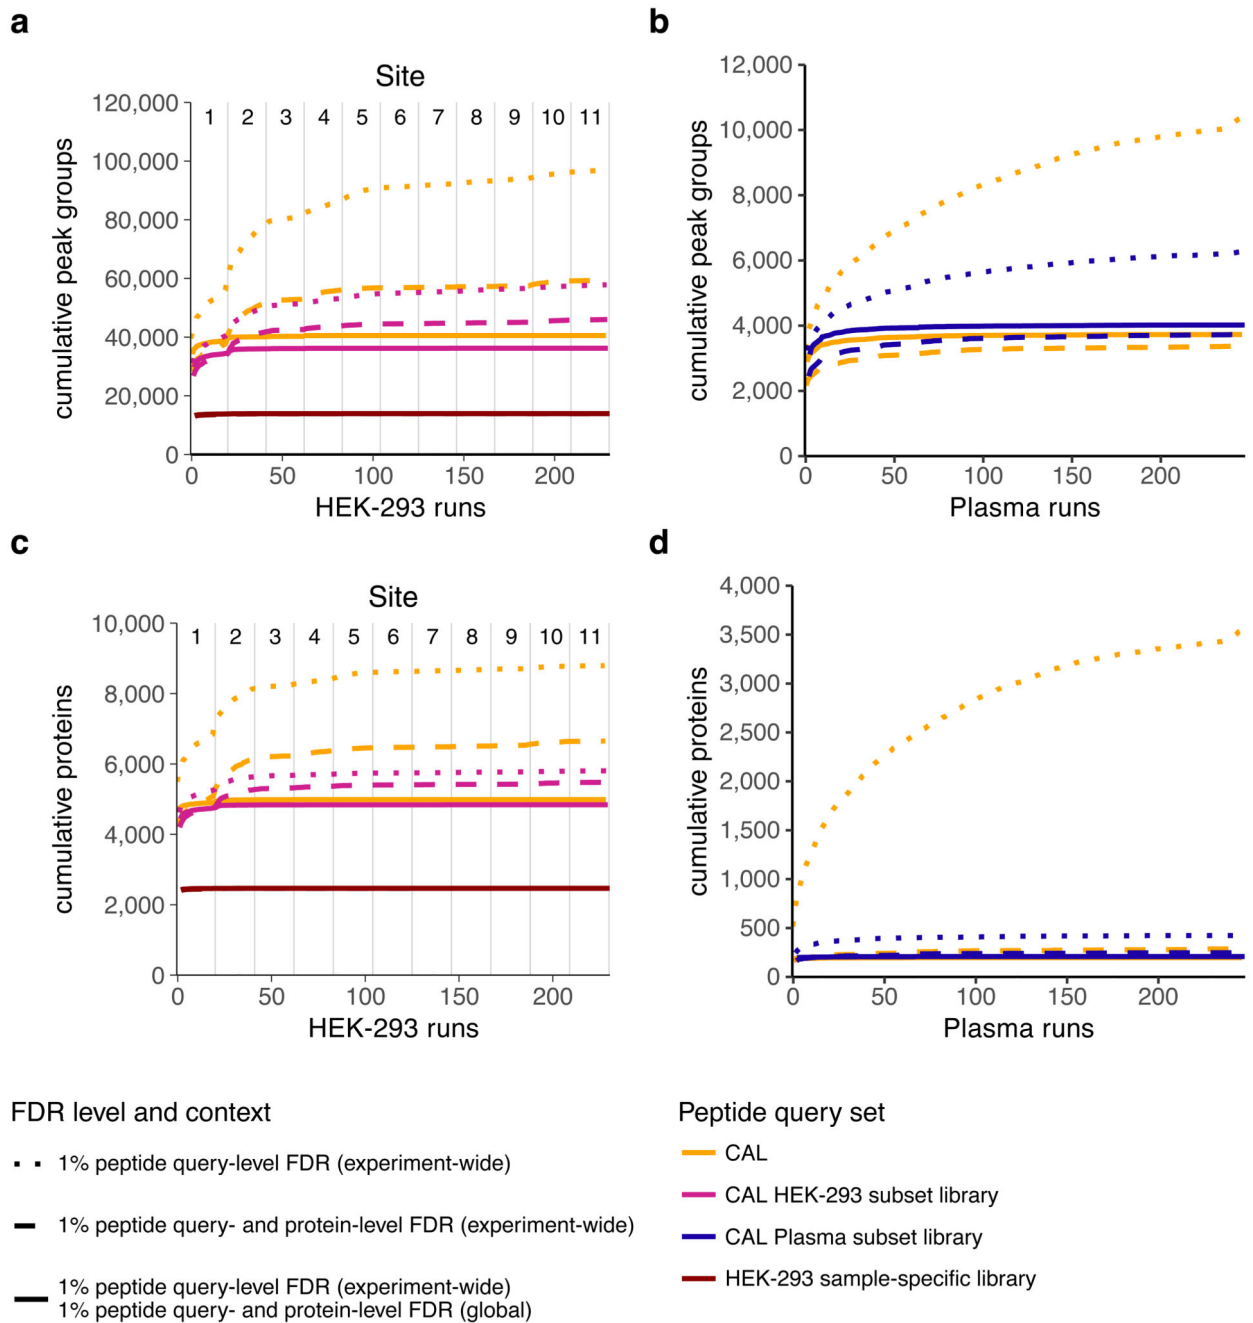 a
Site
1 2 3 4 5 6 7 8 9 10 11
120,000
100,000
80,000
60,000
40,000
20,000
0
cumulative peak groups
0 50 100 150 200
HEK-293 runs
b
12,000
10,000
8,000
6,000
4,000
2,000
0
cumulative peak groups
0 50 100 150 200
Plasma runs
c
Site
1 2 3 4 5 6 7 8 9 10 11
10,000
8,000
6,000
4,000
2,000
0
cumulative proteins
0 50 100 150 200
HEK-293 runs
d
4,000
3,500
3,000
2,500
2,000
1,500
1,000
500
0
cumulative proteins
0 50 100 150 200
Plasma runs
FDR level and context
1% peptide query-level FDR (experiment-wide)
1% peptide query- and protein-level FDR (experiment-wide)
1% peptide query-level FDR (experiment-wide)
1% peptide query- and protein-level FDR (global)
Peptide query set
CAL
CAL HEK-293 subset library
CAL Plasma subset library
HEK-293 sample-specific library